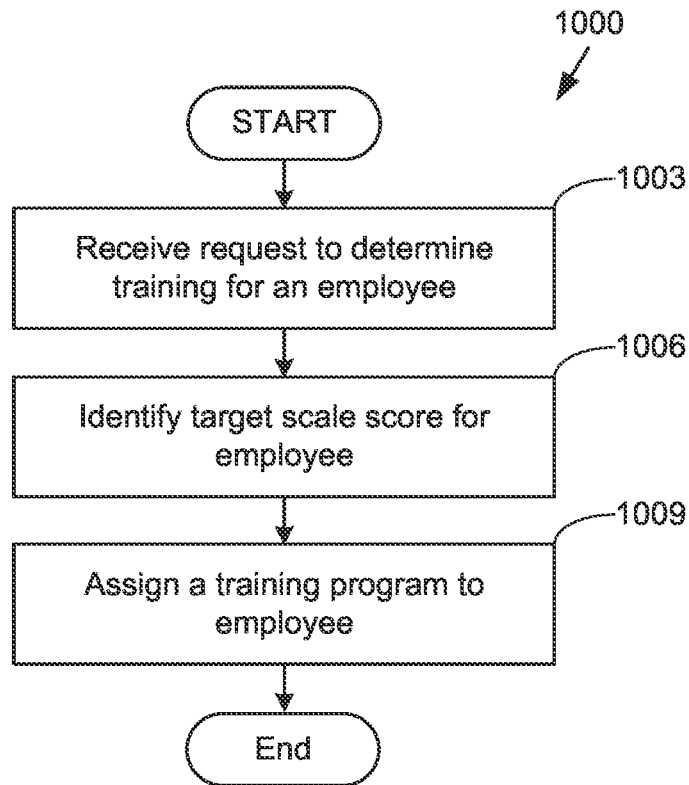 1000
START
1003
Receive request to determine
training for an employee
1006
Identify target scale score for
employee
1009
Assign a training program to
employee
End